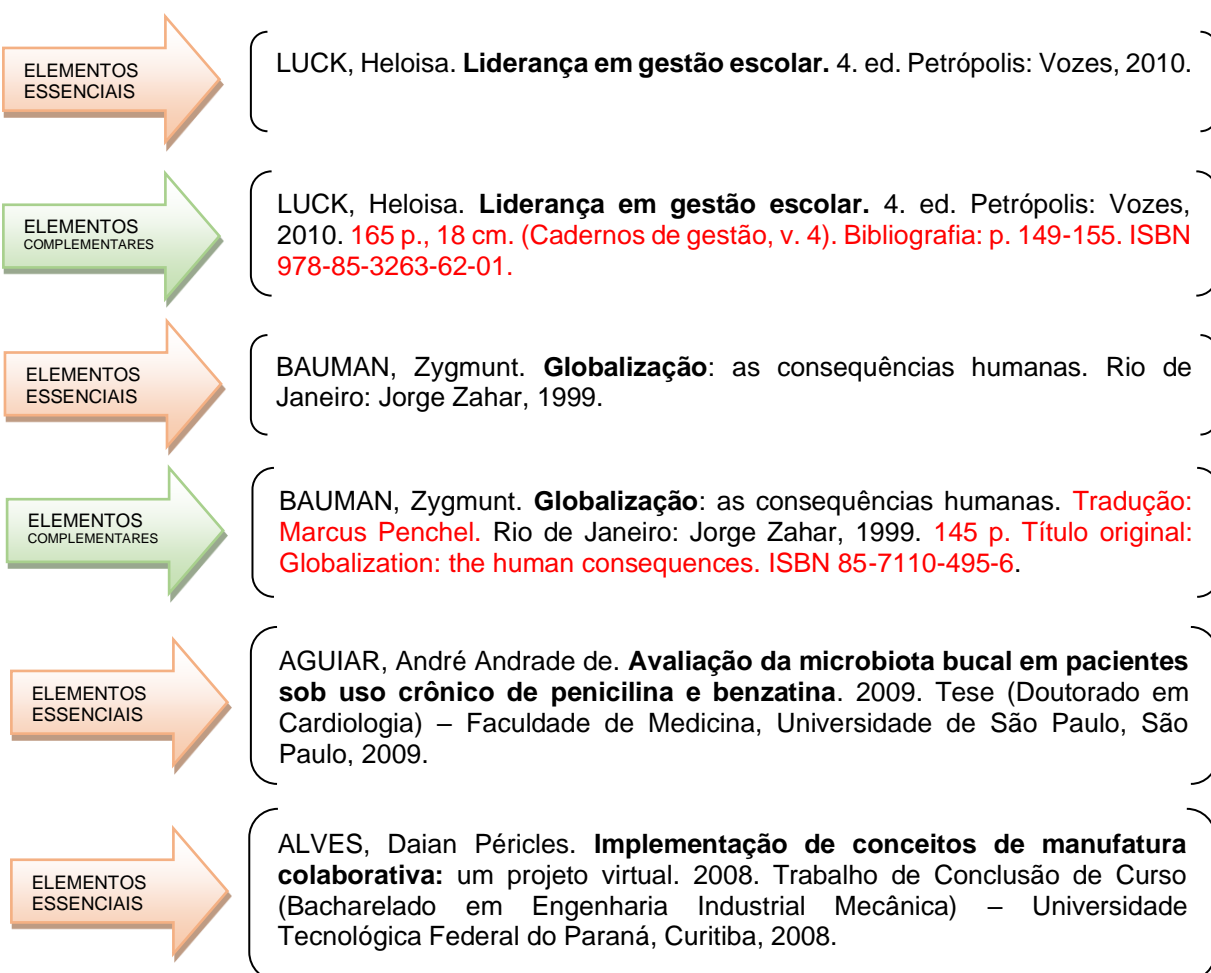 ELEMENTOS
ESSENCIAIS
LUCK, Heloisa. Liderança em gestão escolar. 4. ed. Petrópolis: Vozes, 2010.
ELEMENTOS
COMPLEMENTARES
LUCK, Heloisa. Liderança em gestão escolar. 4. ed. Petrópolis: Vozes,
2010. 165 p., 18 cm. (Cadernos de gestão, v. 4). Bibliografia: p. 149-155. ISBN
978-85-3263-62-01.
ELEMENTOS
ESSENCIAIS
BAUMAN, Zygmunt. Globalização: as consequências humanas. Rio de
Janeiro: Jorge Zahar, 1999.
ELEMENTOS
COMPLEMENTARES
BAUMAN, Zygmunt. Globalização: as consequências humanas. Tradução:
Marcus Penchel. Rio de Janeiro: Jorge Zahar, 1999. 145 p. Título original:
Globalization: the human consequences. ISBN 85-7110-495-6.
ELEMENTOS
ESSENCIAIS
AGUIAR, André Andrade de. Avaliação da microbiota bucal em pacientes
sob uso crônico de penicilina e benzatina. 2009. Tese (Doutorado em
Cardiologia) – Faculdade de Medicina, Universidade de São Paulo, São
Paulo, 2009.
ELEMENTOS
ESSENCIAIS
ALVES, Daian Péricles. Implementação de conceitos de manufatura
colaborativa: um projeto virtual. 2008. Trabalho de Conclusão de Curso
(Bacharelado em Engenharia Industrial Mecânica) – Universidade
Tecnológica Federal do Paraná, Curitiba, 2008.